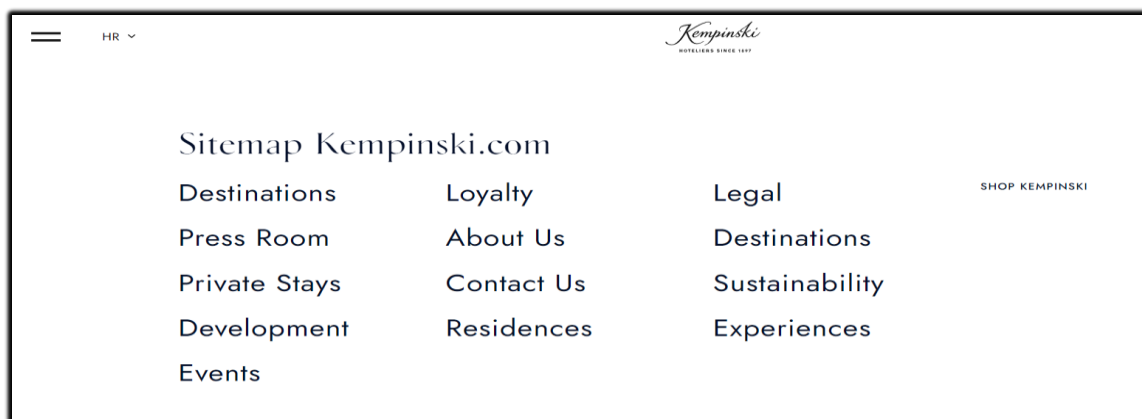 HR
Kempinski
HOTELIERS SINCE 1897
Sitemap Kempinski.com
Destinations
Press Room
Private Stays
Development
Events
Loyalty
About Us
Contact Us
Residences
Legal
Destinations
Sustainability
Experiences
SHOP KEMPINSKI